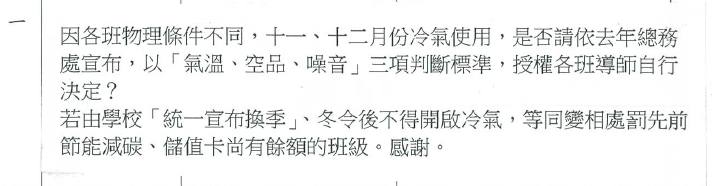 一
因各班物理條件不同,十一、十二月份冷氣使用,是否請依去年總務
處宣布,以「氣溫、空品、噪音」三項判斷標準,授權各班導師自行
決定?
若由學校「統一宣布換季」、冬令後不得開啟冷氣,等同變相處罰先前
節能減碳、儲值卡尚有餘額的班級。感謝。